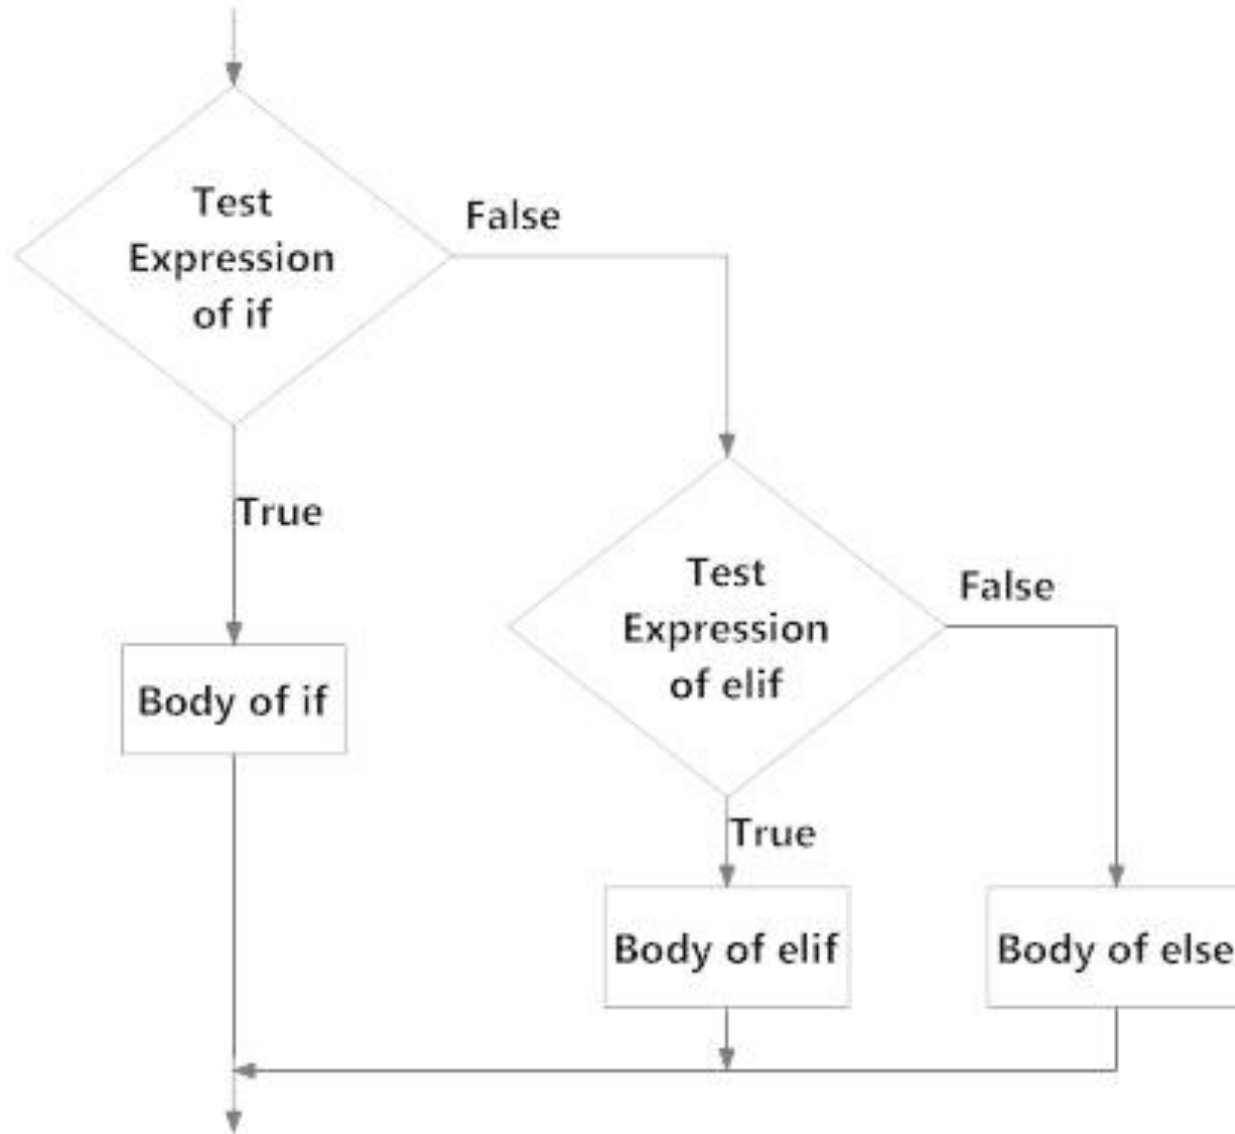 Test
Expression
of if
False
True
Body of if
Test
Expression
of elif
False
True
Body of elif
Body of else